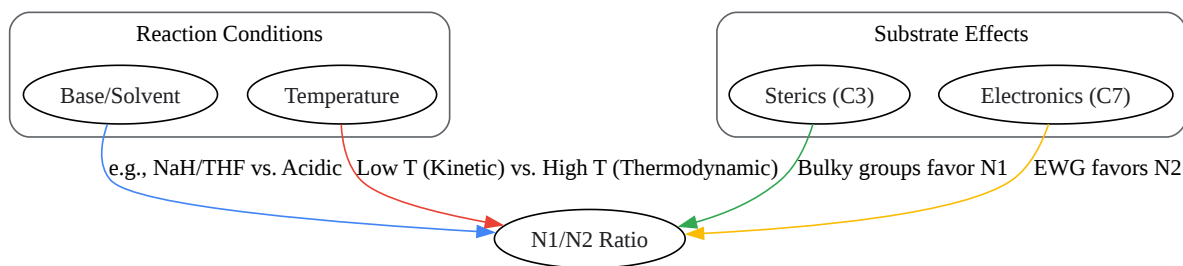 Reaction Conditions
Substrate Effects
Base/Solvent
Temperature
Sterics (C3)
Electronics (C7)
e.g., NaH/THF vs. Acidic
Low T (Kinetic) vs. High T (Thermodynamic)
Bulky groups favor N1
EWG favors N2
N1/N2 Ratio